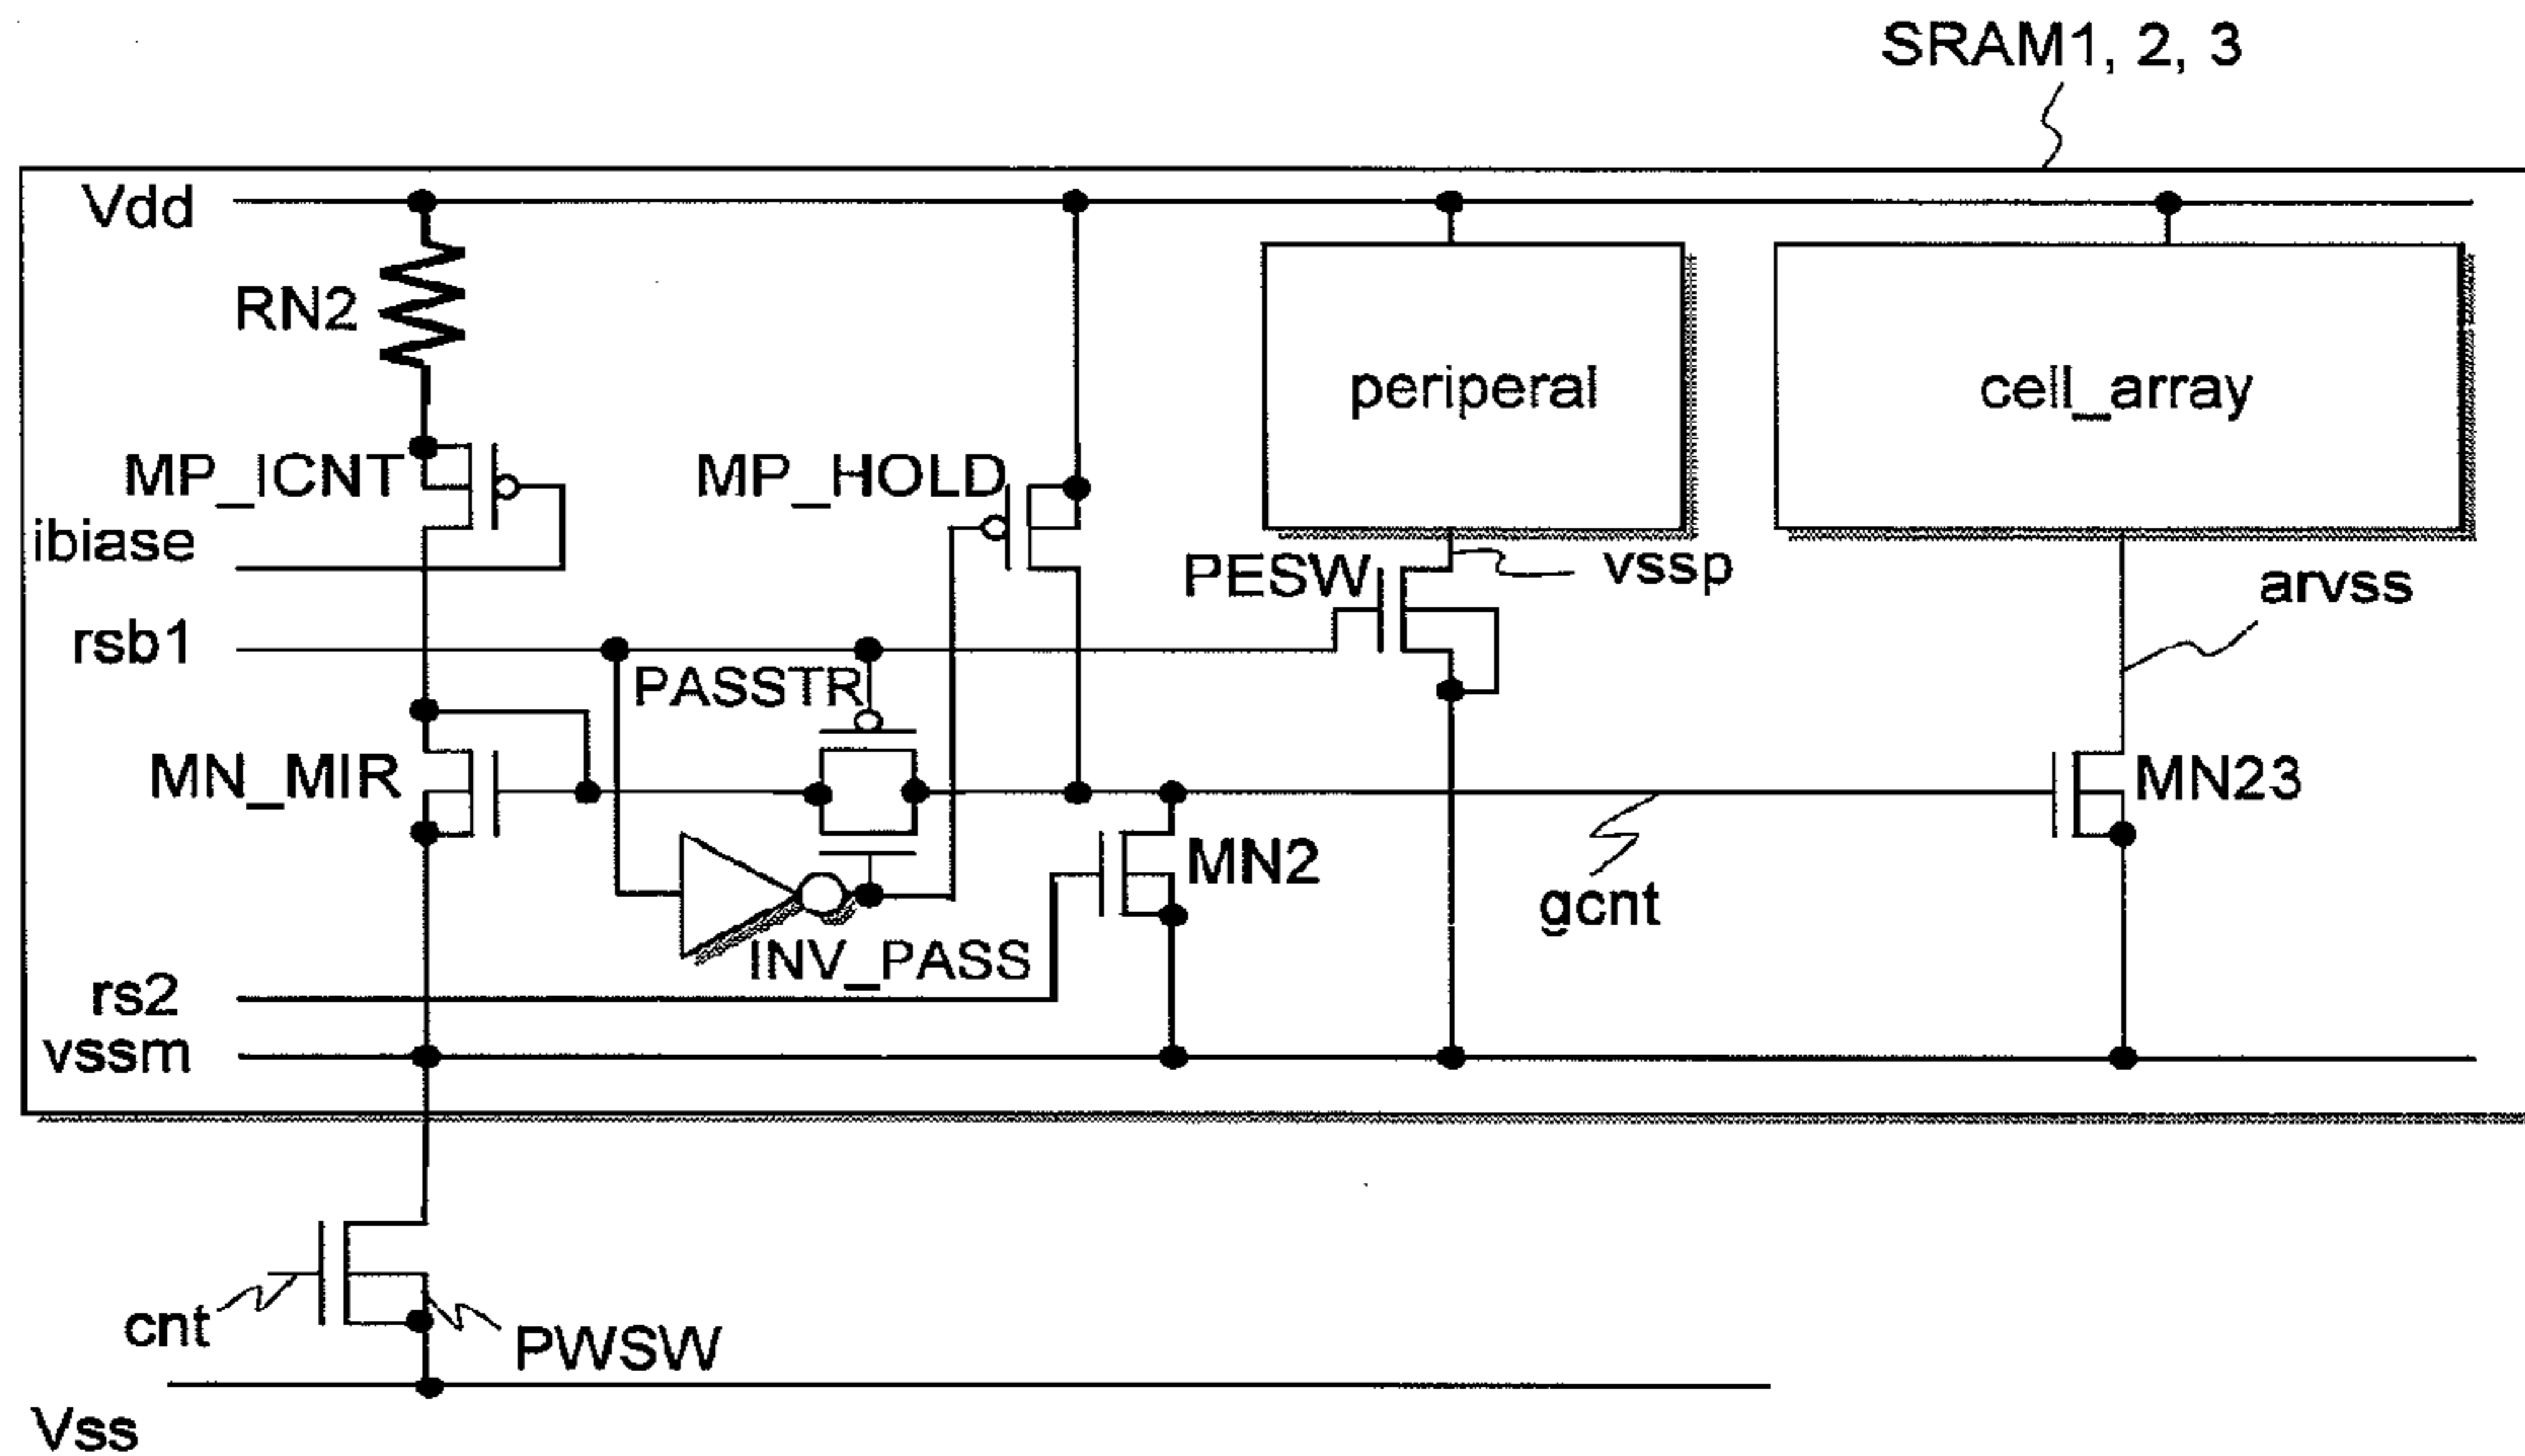 SRAM1, 2, 3
Vdd
RN2
periperal
cell_array
MP_ICNT
MP_HOLD
ibiase
PESW
vssp
arvss
rsb1
PASSTR
MN_MIR
MN23
MN2
gcnt
INV_PASS
rs2
vssm
cnt
PWSW
Vss